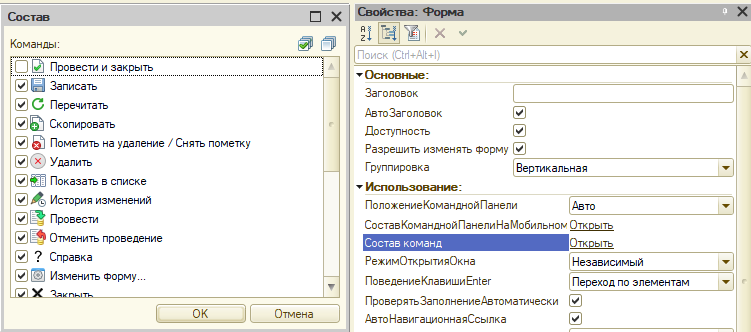 Состав
Команды:
Провести и закрыть
Записать
Перечитать
Скопировать
Пометить на удаление / Снять пометку
Удалить
Показать в списке
История изменений
Провести
Отменить проведение
Справка
Изменить форму...
Закрыть
OK
Отмена
Свойства: Форма
Поиск (Ctrl+Alt+I)
Основные:
Заголовок
АвтоЗаголовок
Доступность
Разрешить изменять форму
Группировка Вертикальная
Использование:
ПоложениеКоманднойПанели Авто
СоставКоманднойПанелиНаМобильном Открыть
Состав команд Открыть
РежимОткрытияОкна Независимый
ПоведениеКлавишиEnter Переход по элементам
ПроверятьЗаполнениеАвтоматически
АвтоНавигационнаяСсылка